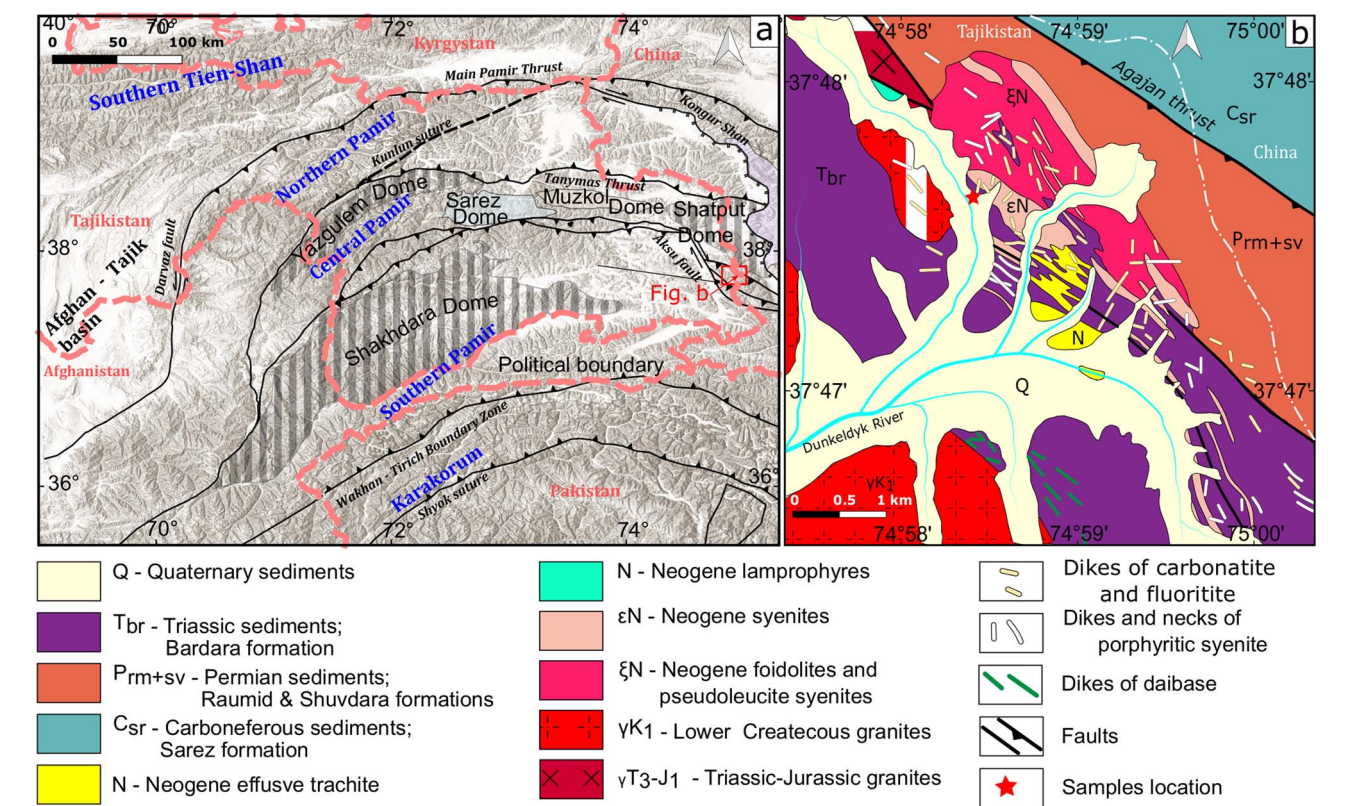 40°
70°
72
74
a
0 50 100 km
Kyrgystan
China
Southern Tien-Shan
Main Pamir Thrust
Kongur Shan
Northern Pamir
Kunlun suture
Tanymas Thrust
Yazgulem Dome
Sarez
Dome
Muzkol Dome
Shatput
Dome
Central Pamir
Tajikistan
38°
38°
Darvaz fault
Aksu fault
Fig. b
Afghan - Tajik
basin
Shakhdara Dome
Afghanistan
Southern Pamir
Political boundary
Wakhan - Tirich Boundary Zone
Karakorum
Shyok suture
Pakistan
36°
36°
70°
72°
74°
74°58'
Tajikistan
74°59'
75°00'
b
37°48'
37°48'
Agajan thrust
ξN
Csr
China
Tbr
εN
Prm+sv
N
37°47'
37°47'
Q
Dunkeldyk River
γK1
0 0.5 1 km
74°58'
74°59'
75°00'
Q - Quaternary sediments
Tbr - Triassic sediments;
Bardara formation
Prm+sv - Permian sediments;
Raumid & Shuvdara formations
Csr - Carboneferous sediments;
Sarez formation
N - Neogene effusve trachite
N - Neogene lamprophyres
εN - Neogene syenites
ξN - Neogene foidolites and
pseudoleucite syenites
γK1 - Lower Createcous granites
γT3-J1 - Triassic-Jurassic granites
Dikes of carbonatite
and fluoritite
Dikes and necks of
porphyritic syenite
Dikes of daibase
Faults
Samples location